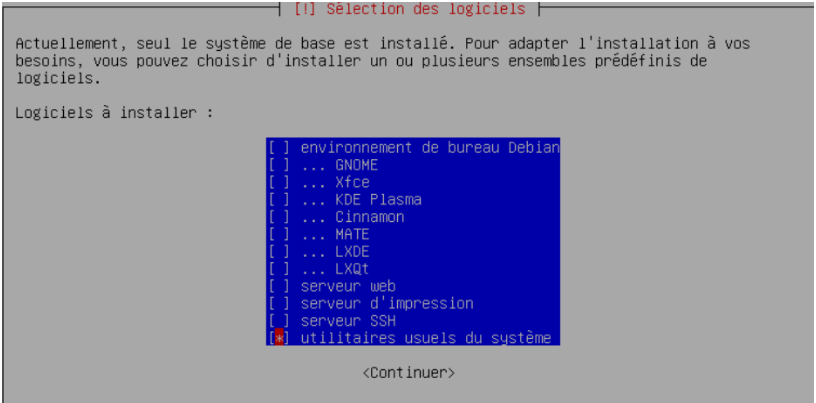 [!] Sélection des logiciels
Actuellement, seul le système de base est installé. Pour adapter l'installation à vos
besoins, vous pouvez choisir d'installer un ou plusieurs ensembles prédéfinis de
logiciels.
Logiciels à installer :
[ ] environnement de bureau Debian
[ ] ... GNOME
[ ] ... Xfce
[ ] ... KDE Plasma
[ ] ... Cinnamon
[ ] ... MATE
[ ] ... LXDE
[ ] ... LXQt
[ ] serveur web
[ ] serveur d'impression
[ ] serveur SSH
[*] utilitaires usuels du système
<Continuer>